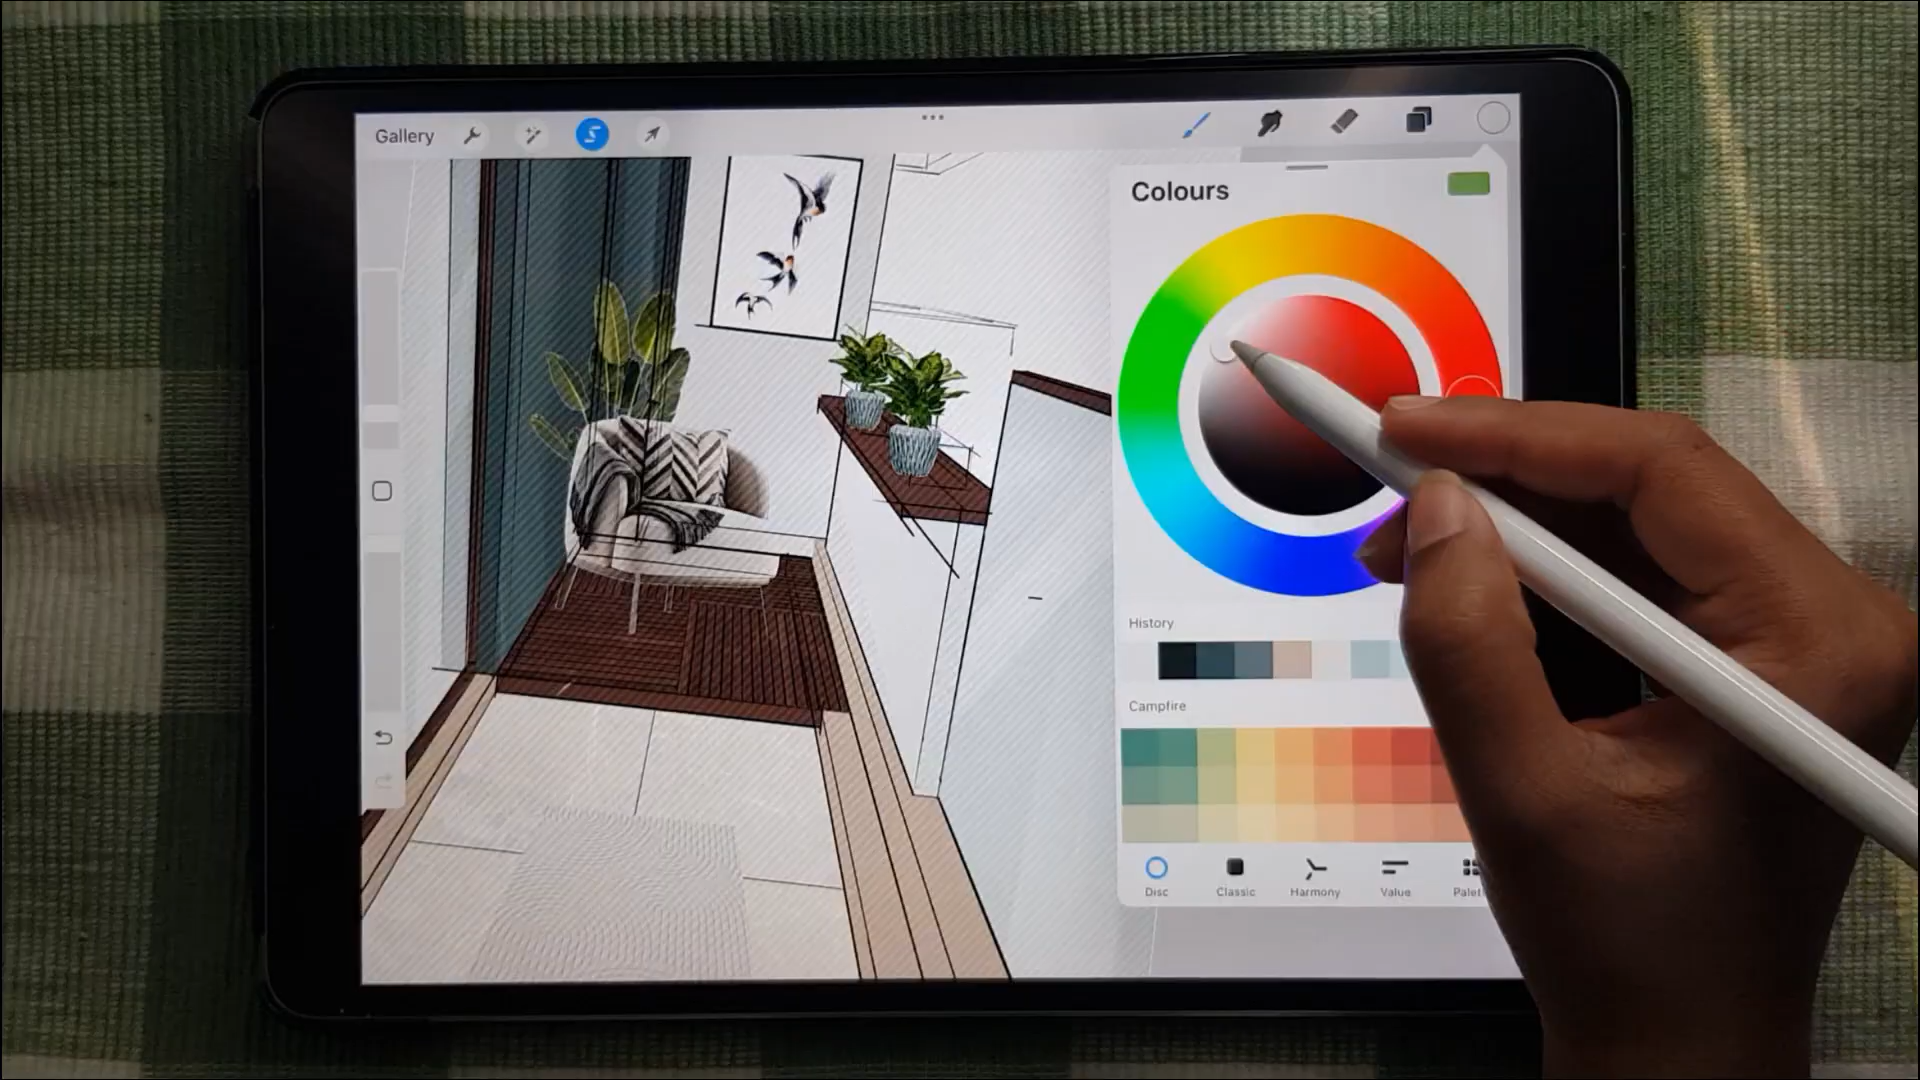 Gallery
Colours
History
Campfire
Disc
Classic
Harmony
Value